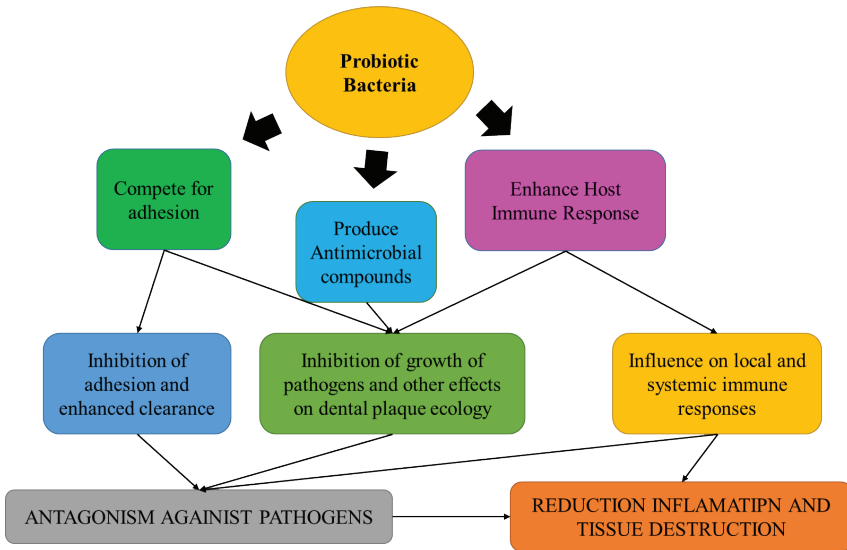 Probiotic
Bacteria
Compete for
adhesion
Produce
Antimicrobial
compounds
Enhance Host
Immune Response
Inhibition of
adhesion and
enhanced clearance
Inhibition of growth of
pathogens and other effects
on dental plaque ecology
Influence on local and
systemic immune
responses
ANTAGONISM AGAINIST PATHOGENS
REDUCTION INFLAMATIPN AND
TISSUE DESTRUCTION